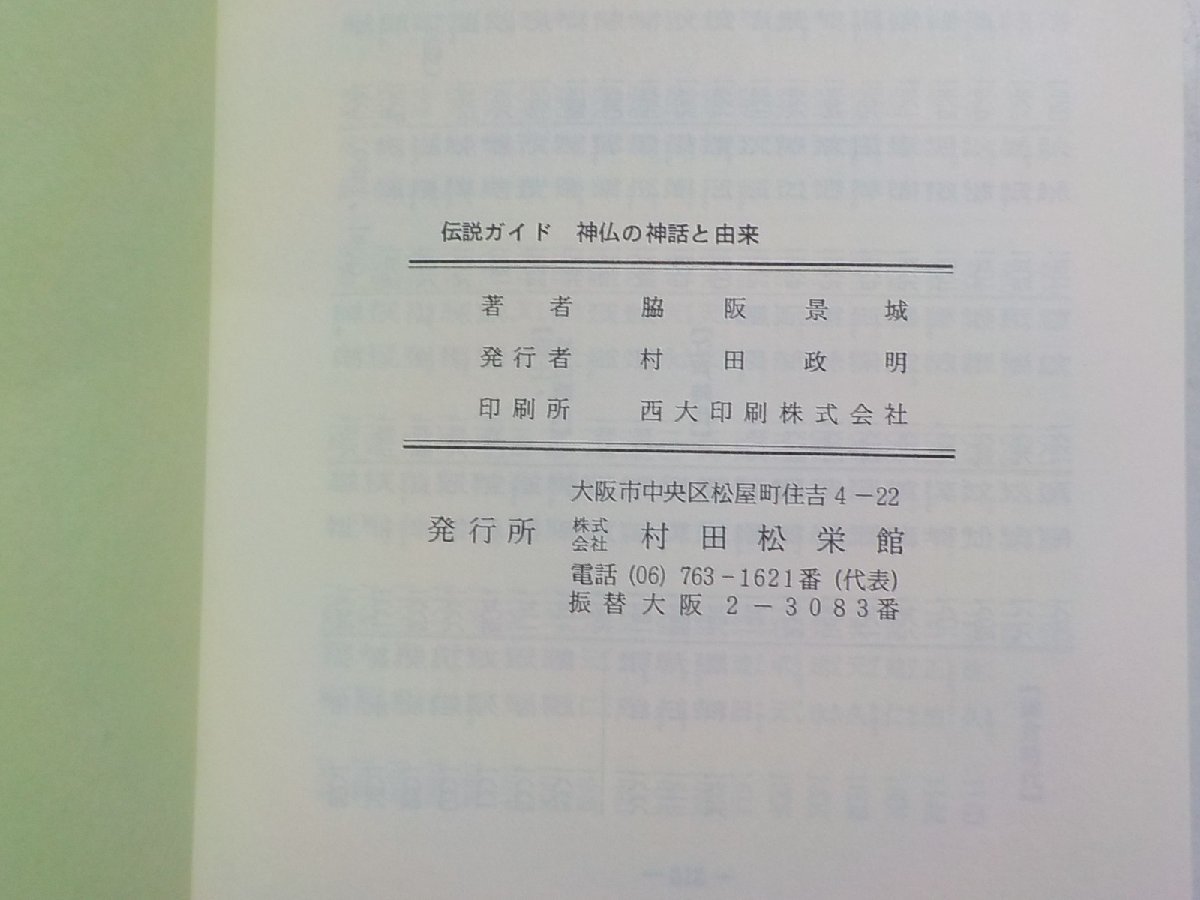 伝説ガイド　神仏の神話と由来
著者　脇阪景城
発行者　村田政明
印刷所　西大印刷株式会社
大阪市中央区松屋町住吉4－22
発行所　株式会社　村田松栄館
電話(06)763－1621番(代表)
振替大阪2－3083番